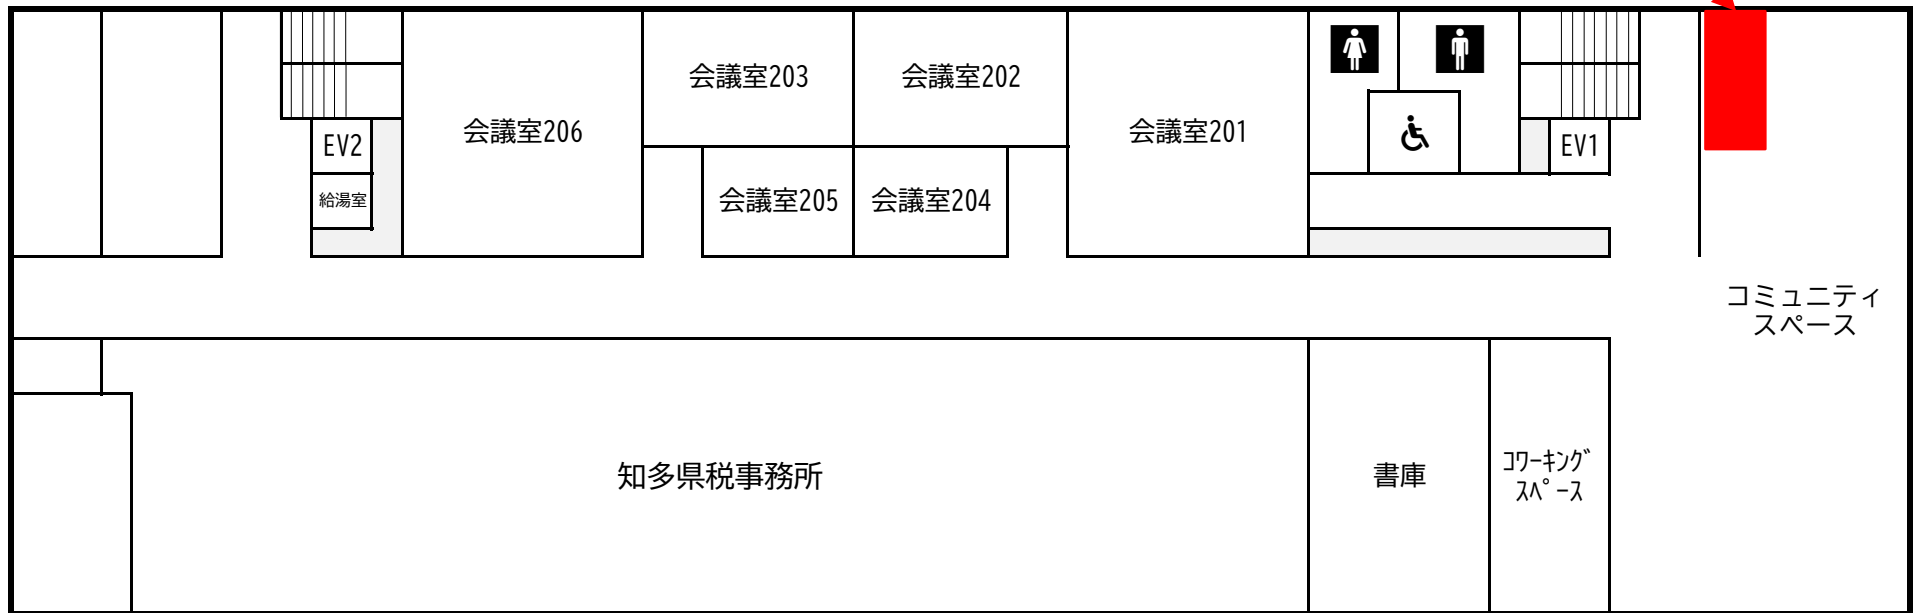 会議室203
会議室202
会議室206
会議室201
EV2
EV1
給湯室
会議室205
会議室204
コミュニティ
スペース
知多県税事務所
書庫
ｺﾜｰｷﾝｸﾞ
ｽﾍﾟｰｽ